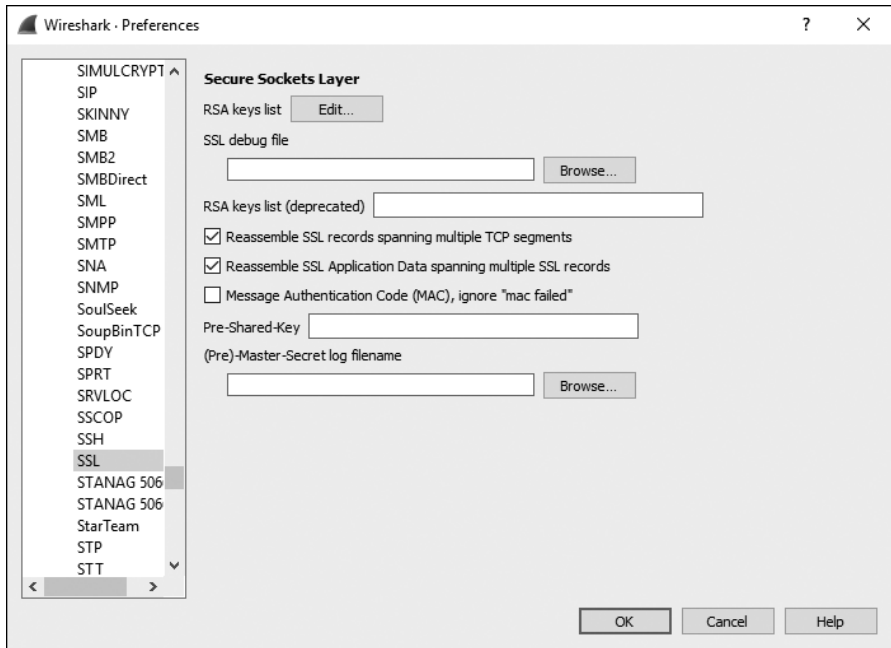 Wireshark · Preferences
?
SIMULCRYPT
SIP
SKINNY
SMB
SMB2
SMBDirect
SML
SMPP
SMTP
SNA
SNMP
SoulSeek
SoupBinTCP
SPDY
SPRT
SRVLOC
SSCOP
SSH
SSL
STANAG 506
STANAG 506
StarTeam
STP
STT
Secure Sockets Layer
RSA keys list Edit...
SSL debug file
Browse...
RSA keys list (deprecated)
Reassemble SSL records spanning multiple TCP segments
Reassemble SSL Application Data spanning multiple SSL records
Message Authentication Code (MAC), ignore "mac failed"
Pre-Shared-Key
(Pre)-Master-Secret log filename
Browse...
OK Cancel Help